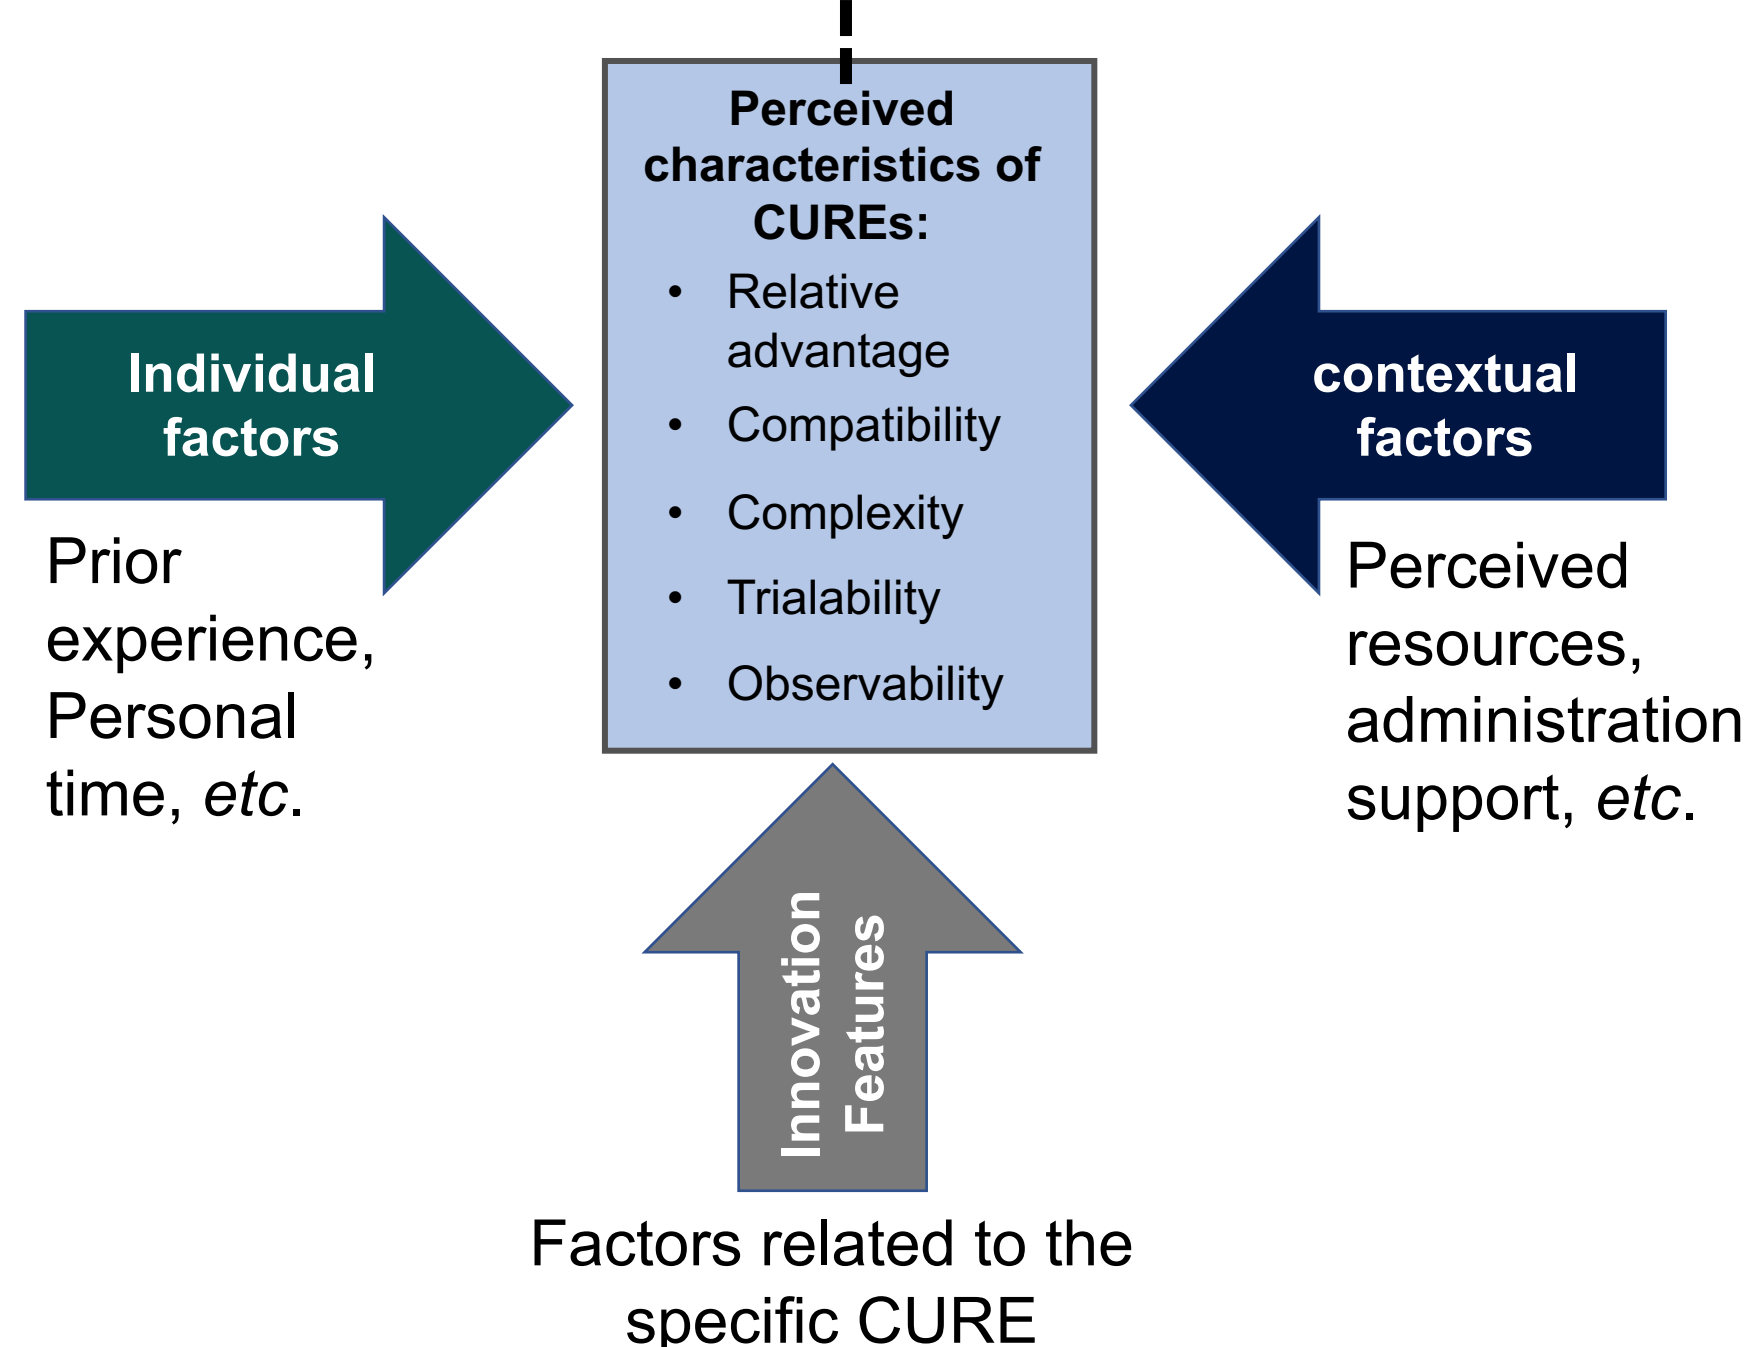 Perceived
characteristics of
CUREs:
• Relative
advantage
• Compatibility
• Complexity
• Trialability
• Observability
Individual
factors
Prior
experience,
Personal
time, etc.
contextual
factors
Perceived
resources,
administration
support, etc.
Innovation
Features
Factors related to the
specific CURE